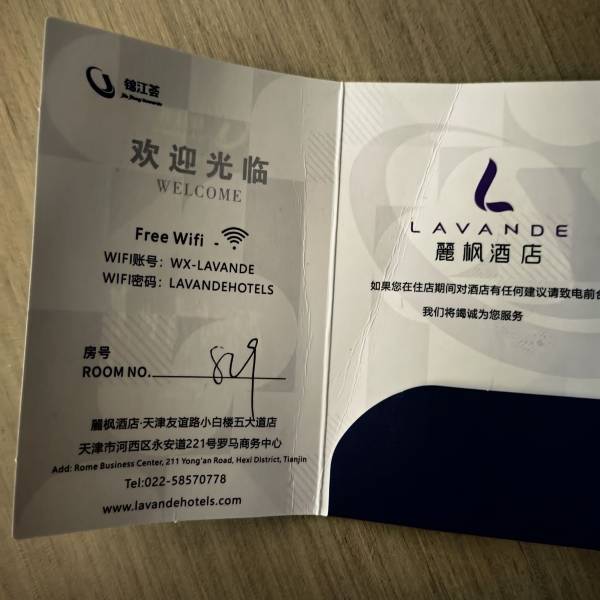 锦江荟
欢迎光临
WELCOME
Free Wifi -
WIFI账号：WX-LAVANDE
WIFI密码：LAVANDEHOTELS
房号
ROOM NO. 829
麗枫酒店·天津友谊路小白楼五大道店
天津市河西区永安道221号罗马商务中心
Add: Rome Business Center, 211 Yong'an Road, Hexi District, Tianjin
Tel:022-58570778
www.lavandehotels.com
LAVANDE
麗枫酒店
如果您在住店期间对酒店有任何建议请致电前台
我们将竭诚为您服务